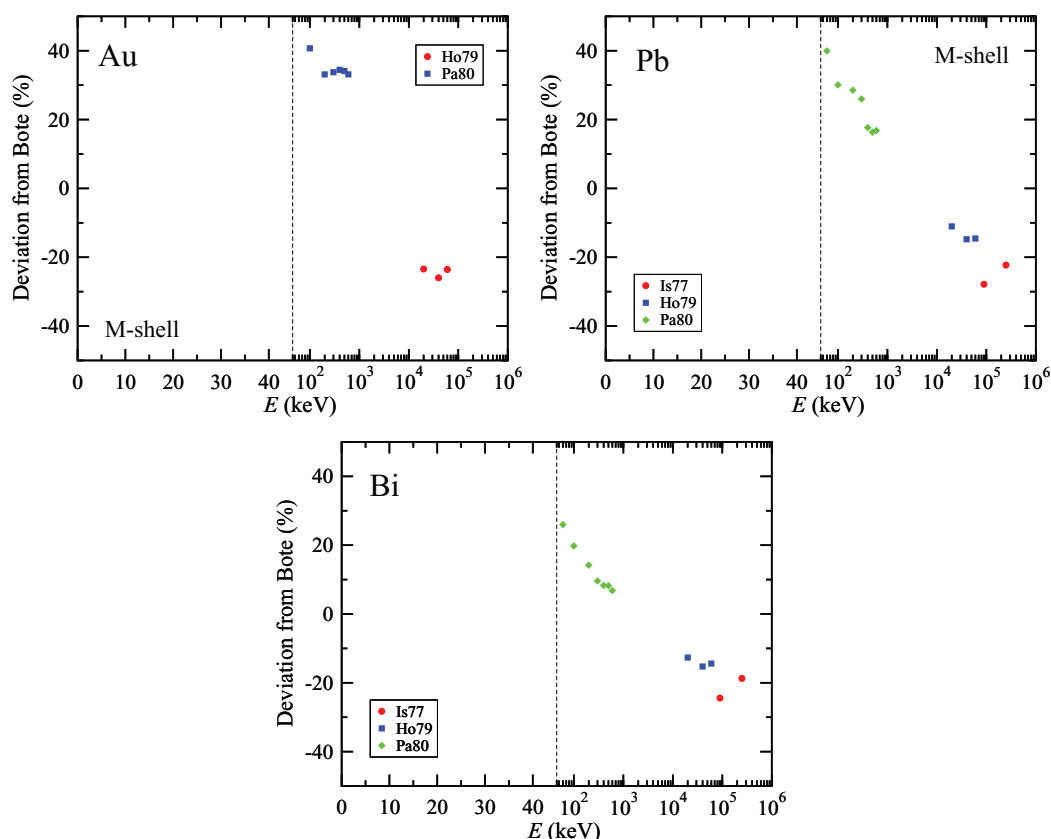 Au
Ho79
Pa80
M-shell
Deviation from Bote (%)
40
20
0
-20
-40
0 10 20 30 40 10² 10³ 10⁴ 10⁵ 10⁶
E (keV)
Pb
M-shell
Is77
Ho79
Pa80
Deviation from Bote (%)
40
20
0
-20
-40
0 10 20 30 40 10² 10³ 10⁴ 10⁵ 10⁶
E (keV)
Bi
Is77
Ho79
Pa80
Deviation from Bote (%)
40
20
0
-20
-40
0 10 20 30 40 10² 10³ 10⁴ 10⁵ 10⁶
E (keV)